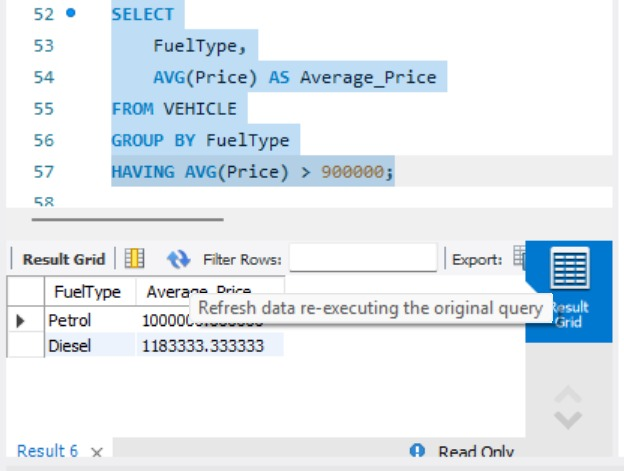 52 SELECT
53 FuelType,
54 AVG(Price) AS Average_Price
55 FROM VEHICLE
56 GROUP BY FuelType
57 HAVING AVG(Price) > 900000;
58
Result Grid Filter Rows: Export:
FuelType Average_Price
Refresh data re-executing the original query
Petrol
Diesel 1183333.333333
Result Grid
Result 6 × Read Only